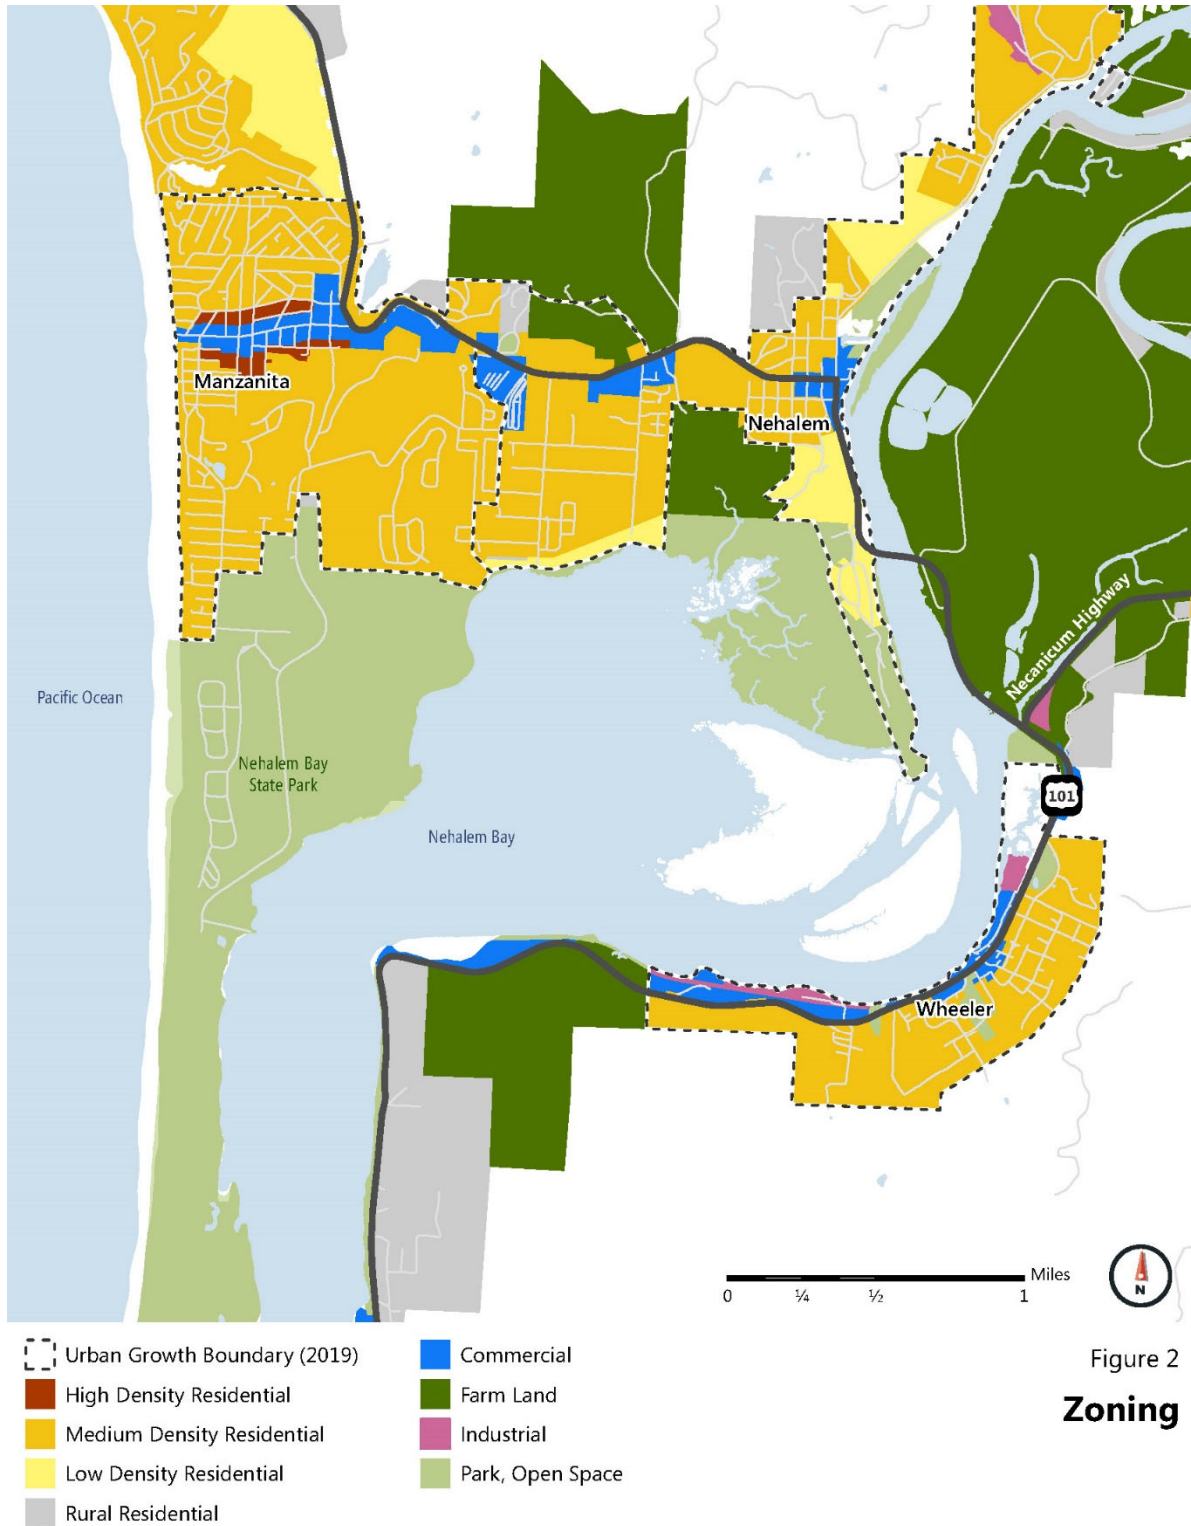 Manzanita
Nehalem
Necanicum Highway
Pacific Ocean
Nehalem Bay
State Park
101
Nehalem Bay
Wheeler
Miles
0 ¼ ½ 1
N
Urban Growth Boundary (2019)
High Density Residential
Medium Density Residential
Low Density Residential
Rural Residential
Commercial
Farm Land
Industrial
Park, Open Space
Figure 2
Zoning